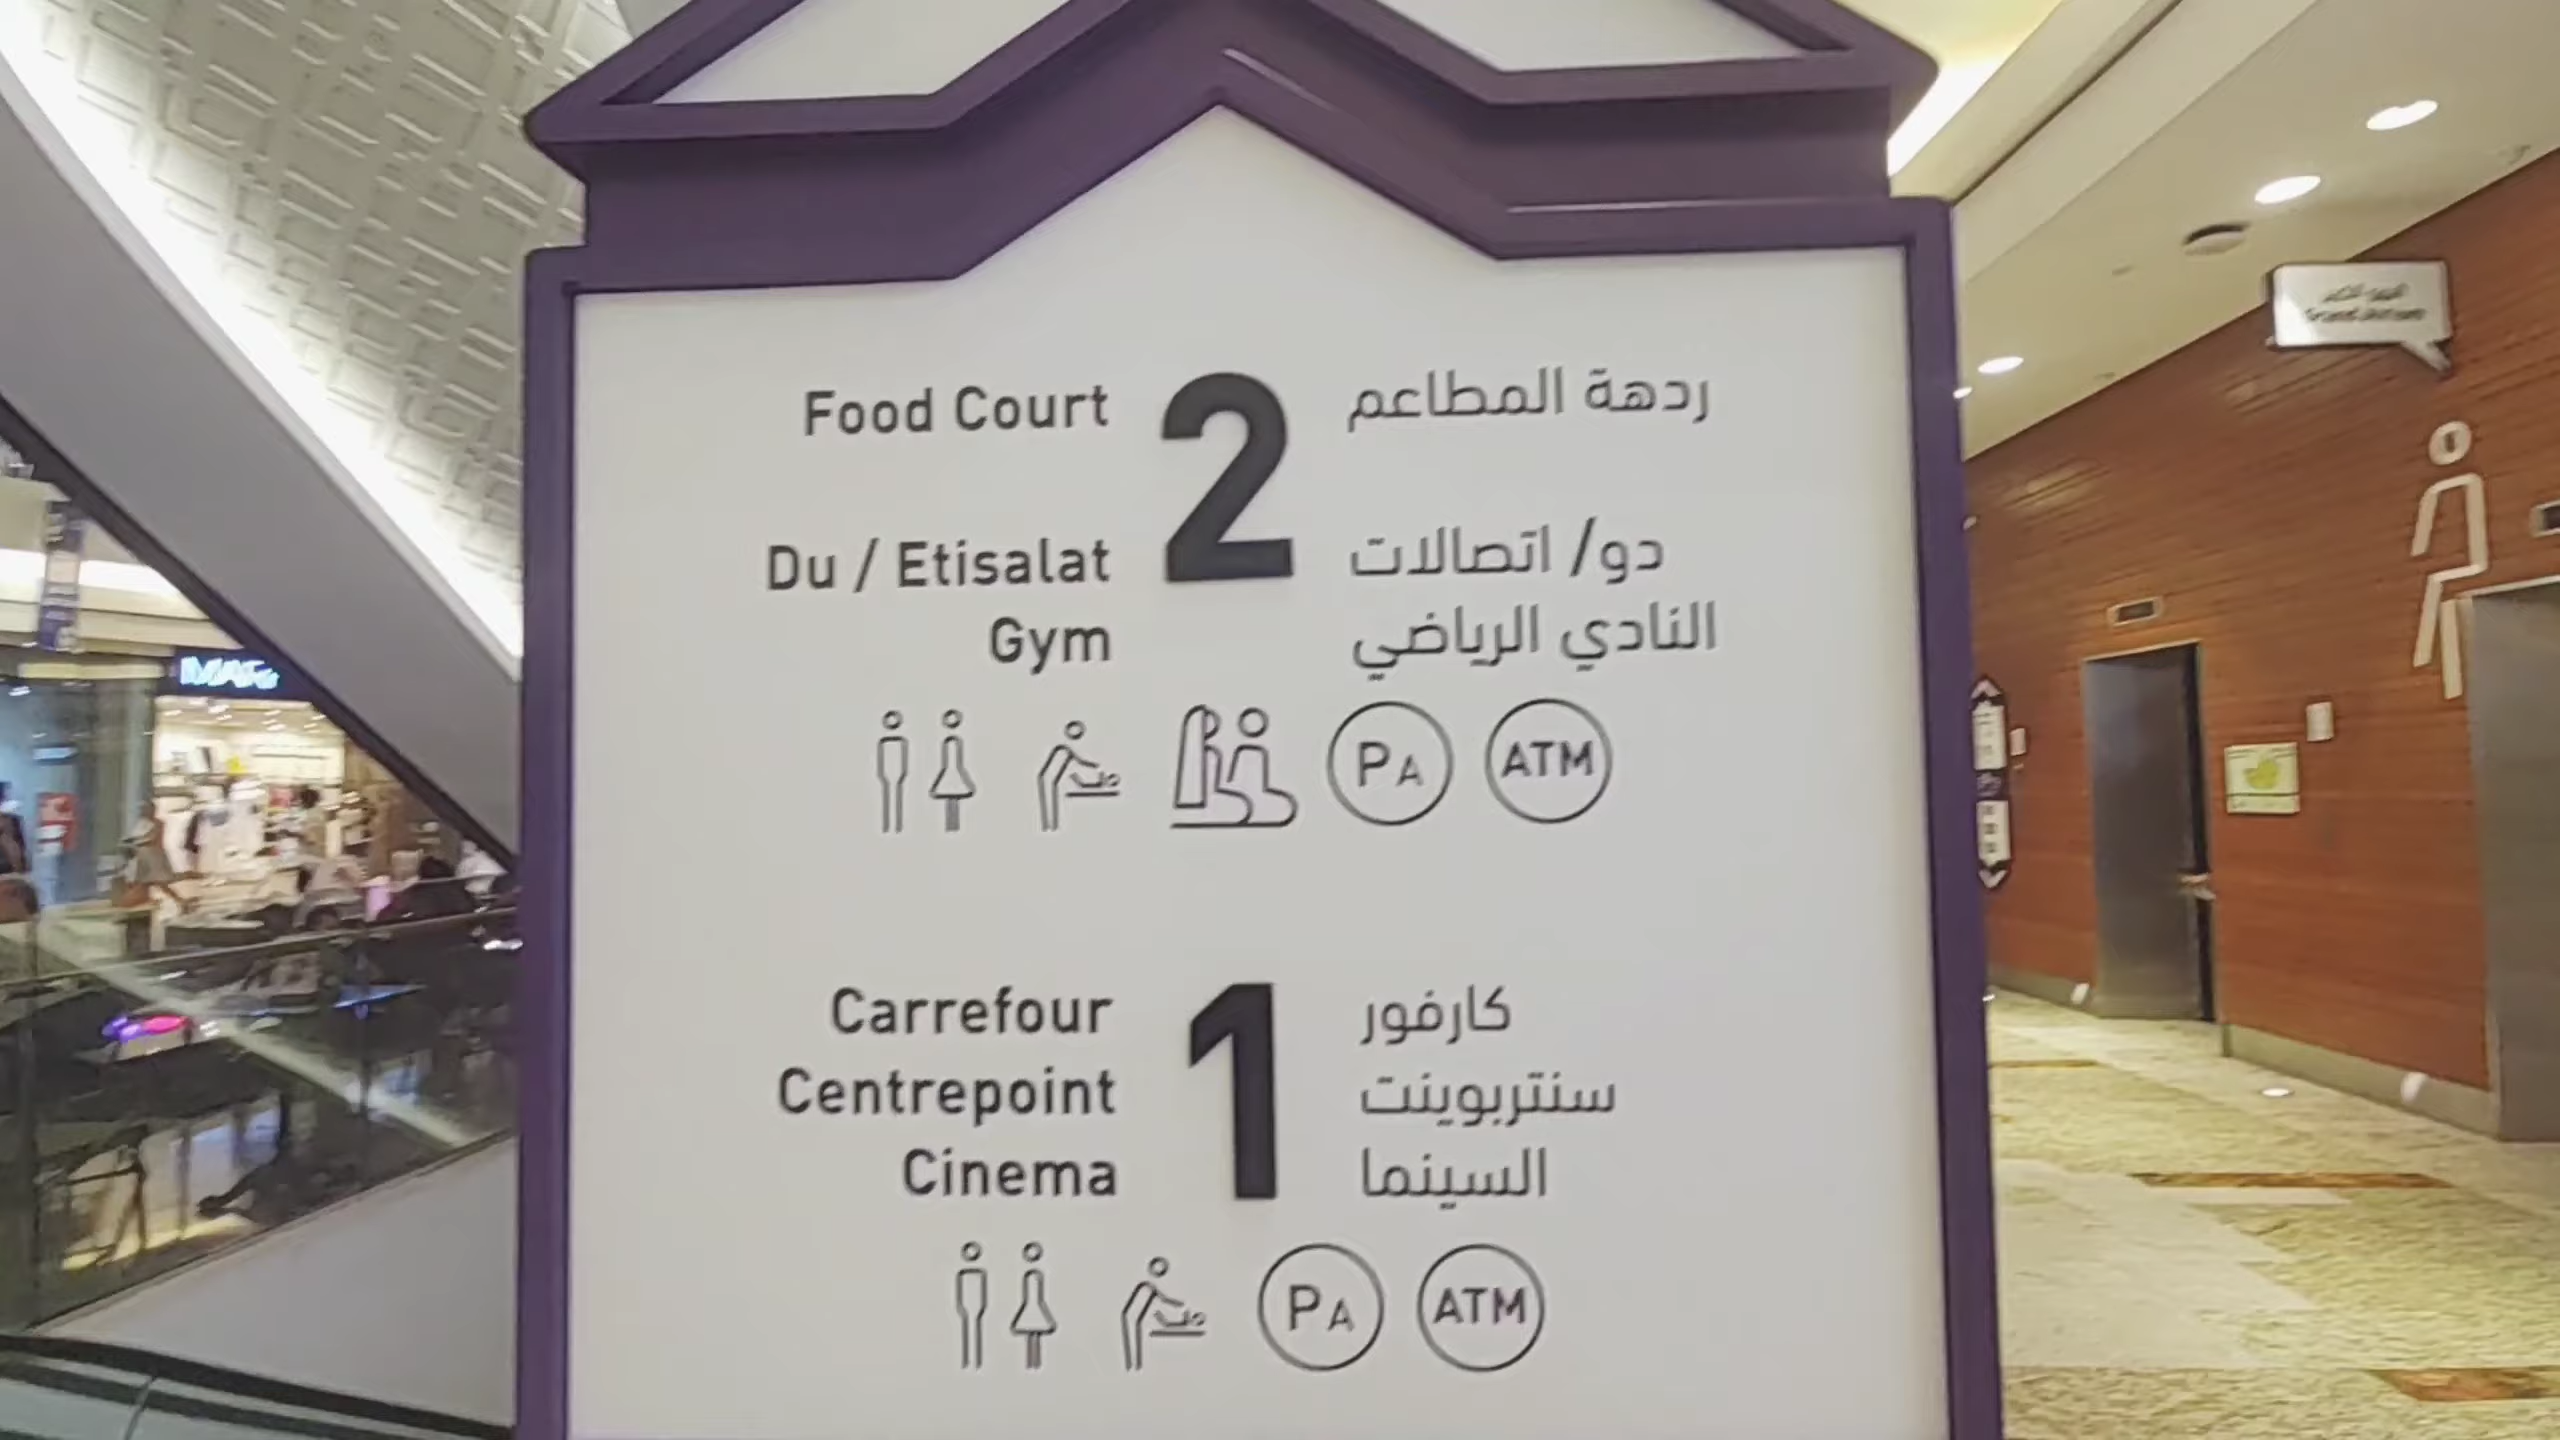 Food Court
2
ردهة المطاعم
Du / Etisalat
دو/ اتصالات
Gym
النادي الرياضي
PA
ATM
Carrefour
1
كارفور
Centrepoint
سنتربوينت
Cinema
السينما
PA
ATM